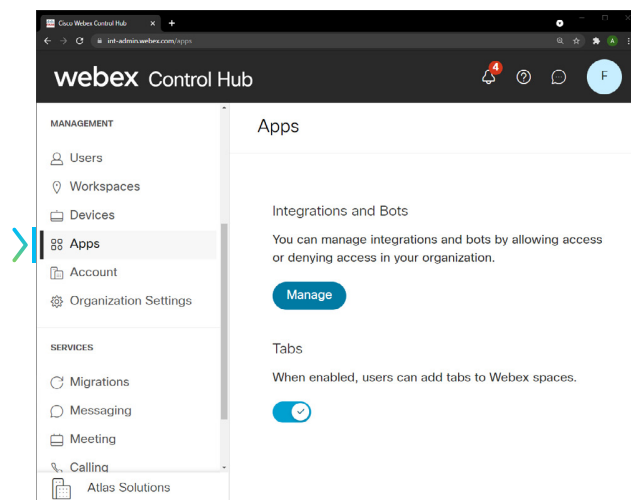 Cisco Webex Control Hub
int-admin.webex.com/apps
A
webex Control Hub
4
F
MANAGEMENT
Users
Workspaces
Devices
Apps
Account
Organization Settings
SERVICES
Migrations
Messaging
Meeting
Calling
Atlas Solutions
Apps
Integrations and Bots
You can manage integrations and bots by allowing access
or denying access in your organization.
Manage
Tabs
When enabled, users can add tabs to Webex spaces.